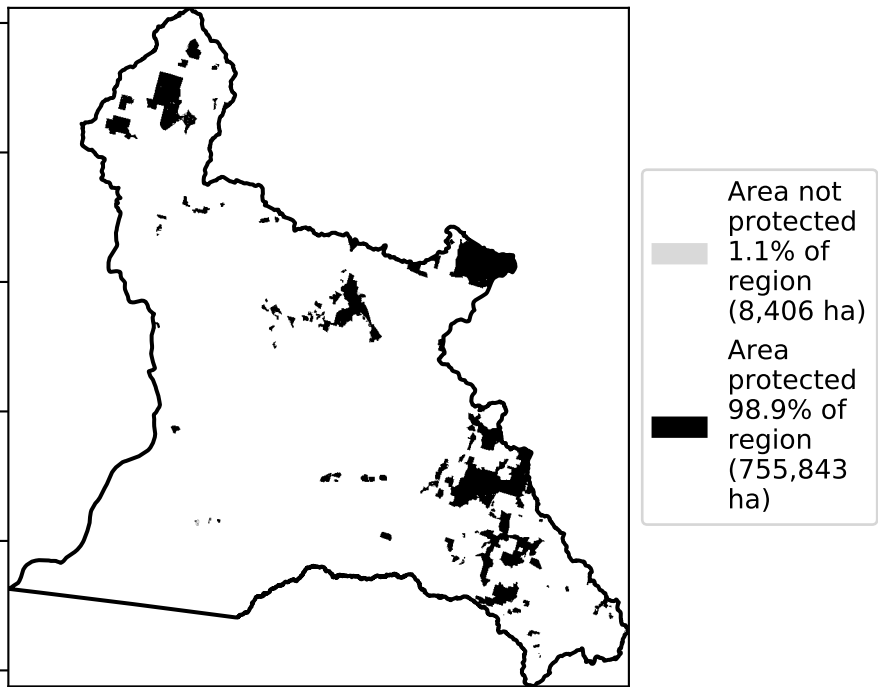 Area not
protected
1.1% of
region
(8,406 ha)
Area
protected
98.9% of
region
(755,843
ha)